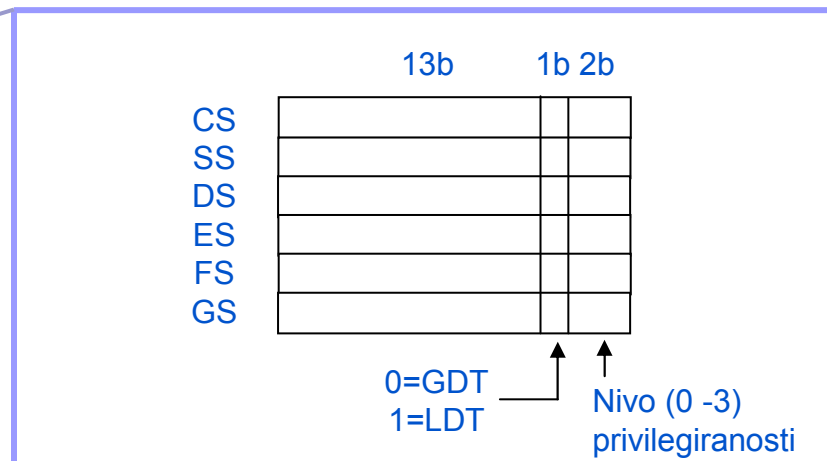 13b 1b 2b
CS
SS
DS
ES
FS
GS
0=GDT
1=LDT
Nivo (0 -3)
privilegiranosti